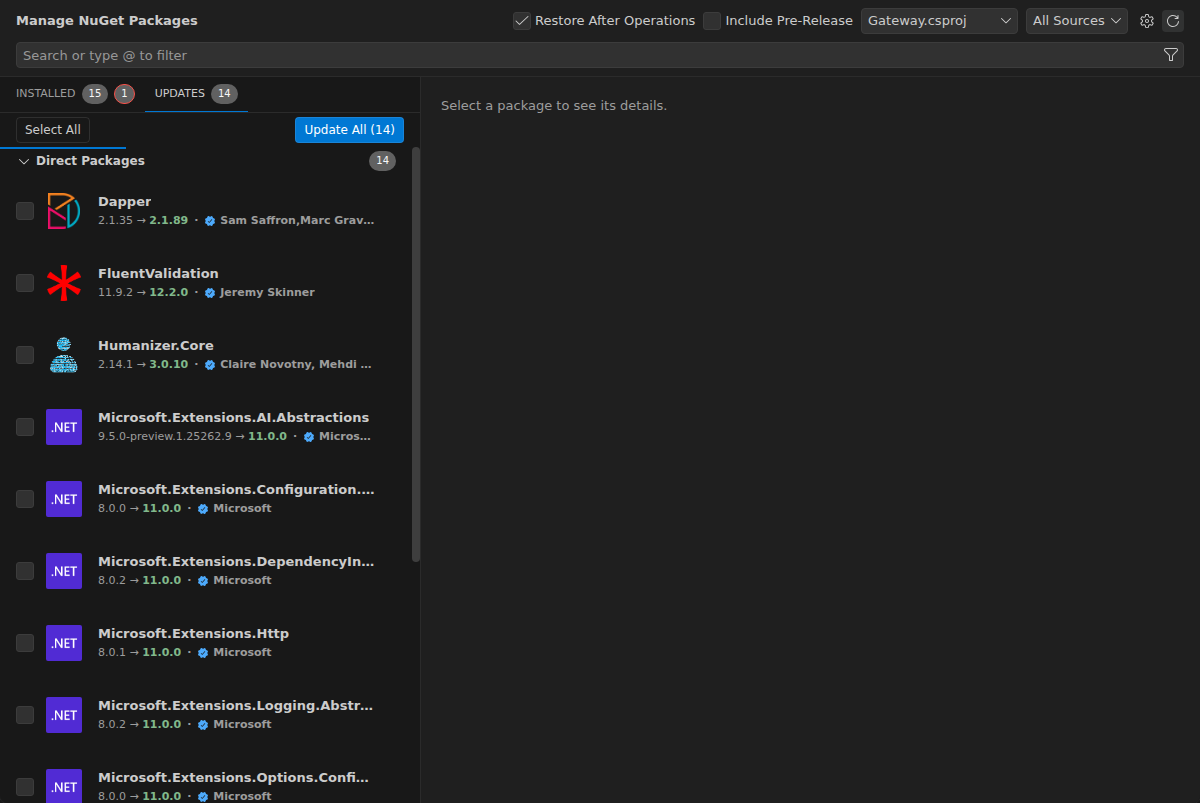 Manage NuGet Packages
Restore After Operations
Include Pre-Release
Gateway.csproj
All Sources
Search or type @ to filter
INSTALLED 15 1 UPDATES 14
Select a package to see its details.
Select All
Update All (14)
Direct Packages 14
Dapper
2.1.35 → 2.1.89 · Sam Saffron,Marc Grav...
FluentValidation
11.9.2 → 12.2.0 · Jeremy Skinner
Humanizer.Core
2.14.1 → 3.0.10 · Claire Novotny, Mehdi ...
.NET
Microsoft.Extensions.AI.Abstractions
9.5.0-preview.1.25262.9 → 11.0.0 · Micros...
.NET
Microsoft.Extensions.Configuration....
8.0.0 → 11.0.0 · Microsoft
.NET
Microsoft.Extensions.DependencyIn...
8.0.2 → 11.0.0 · Microsoft
.NET
Microsoft.Extensions.Http
8.0.1 → 11.0.0 · Microsoft
.NET
Microsoft.Extensions.Logging.Abstr...
8.0.2 → 11.0.0 · Microsoft
.NET
Microsoft.Extensions.Options.Confi...
8.0.0 → 11.0.0 · Microsoft